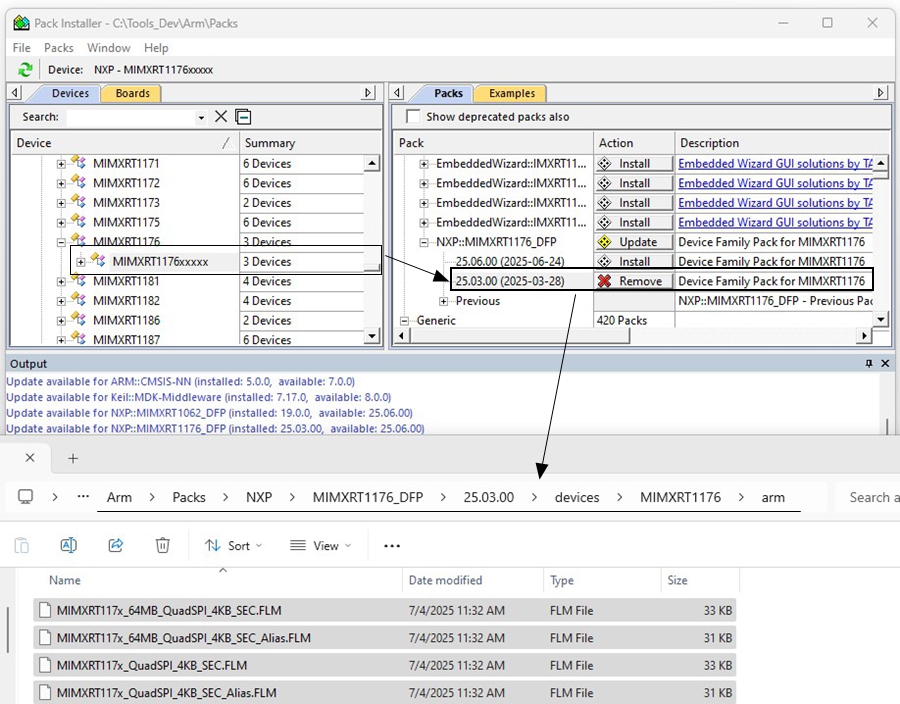 Pack Installer - C:\Tools_Dev\Arm\Packs
File Packs Window Help
Device: NXP - MIMXRT1176xxxxx
Devices Boards
Search:
Device Summary
MIMXRT1171 6 Devices
MIMXRT1172 6 Devices
MIMXRT1173 2 Devices
MIMXRT1175 6 Devices
MIMXRT1176 3 Devices
MIMXRT1176xxxxx 3 Devices
MIMXRT1181 4 Devices
MIMXRT1182 4 Devices
MIMXRT1186 4 Devices
MIMXRT1187 6 Devices
Packs Examples
Show deprecated packs also
Pack Action Description
EmbeddedWizard::IMXRT11... Install Embedded Wizard GUI solutions by TA
EmbeddedWizard::IMXRT11... Install Embedded Wizard GUI solutions by TA
EmbeddedWizard::IMXRT11... Install Embedded Wizard GUI solutions by TA
EmbeddedWizard::IMXRT11... Install Embedded Wizard GUI solutions by TA
NXP::MIMXRT1176_DFP Update Device Family Pack for MIMXRT1176
25.06.00 (2025-06-24) Install Device Family Pack for MIMXRT1176
25.03.00 (2025-03-28) Remove Device Family Pack for MIMXRT1176
Previous NXP::MIMXRT1176_DFP - Previous Pac
Generic 420 Packs
Output
Update available for ARM::CMSIS-NN (installed: 5.0.0, available: 7.0.0)
Update available for Keil::MDK-Middleware (installed: 7.17.0, available: 8.0.0)
Update available for NXP::MIMXRT1062_DFP (installed: 19.0.0, available: 25.06.00)
Update available for NXP::MIMXRT1176_DFP (installed: 25.03.00, available: 25.06.00)
... Arm > Packs > NXP > MIMXRT1176_DFP > 25.03.00 > devices > MIMXRT1176 > arm Search a
Sort View ...
Name Date modified Type Size
MIMXRT117x_64MB_QuadSPI_4KB_SEC.FLM 7/4/2025 11:32 AM FLM File 33 KB
MIMXRT117x_64MB_QuadSPI_4KB_SEC_Alias.FLM 7/4/2025 11:32 AM FLM File 31 KB
MIMXRT117x_QuadSPI_4KB_SEC.FLM 7/4/2025 11:32 AM FLM File 33 KB
MIMXRT117x_QuadSPI_4KB_SEC_Alias.FLM 7/4/2025 11:32 AM FLM File 31 KB